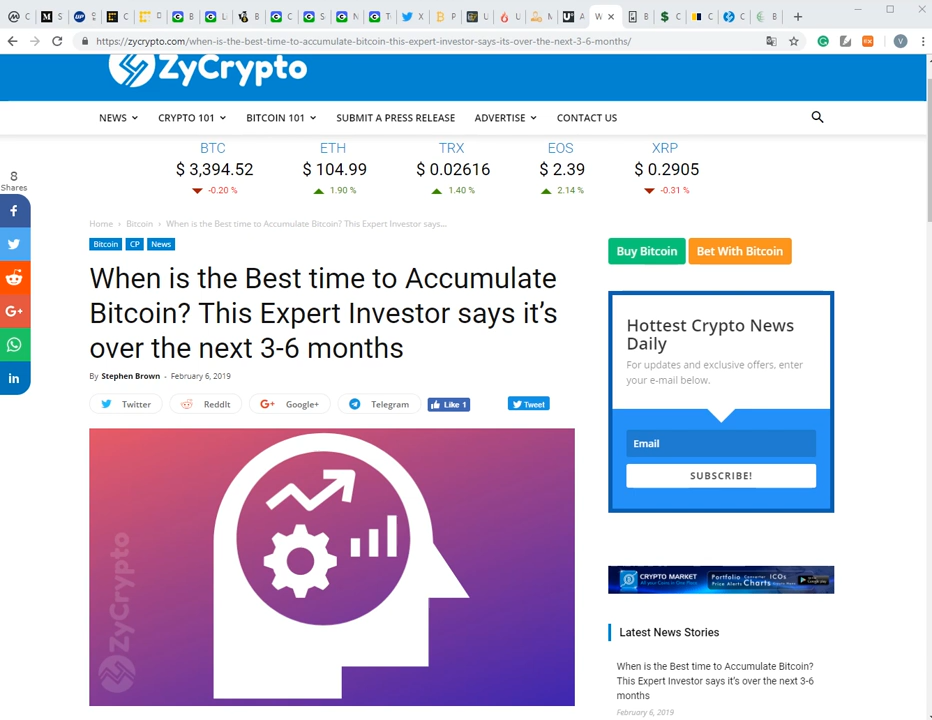 C S C D B L B C S N T X P U U M U A W B C C C B
https://zycrypto.com/when-is-the-best-time-to-accumulate-bitcoin-this-expert-investor-says-its-over-the-next-3-6-months/
V
ZyCrypto
NEWS CRYPTO 101 BITCOIN 101 SUBMIT A PRESS RELEASE ADVERTISE CONTACT US
BTC ETH TRX EOS XRP
$ 3,394.52 $ 104.99 $ 0.02616 $ 2.39 $ 0.2905
-0.20 % 1.90 % 1.40 % 2.14 % -0.31 %
8
Shares
Home › Bitcoin › When is the Best time to Accumulate Bitcoin? This Expert Investor says...
Bitcoin CP News
When is the Best time to Accumulate
Bitcoin? This Expert Investor says it's
over the next 3-6 months
By Stephen Brown - February 6, 2019
Twitter ReddIt Google+ Telegram Like 1 Tweet
ZyCrypto
Buy Bitcoin Bet With Bitcoin
Hottest Crypto News
Daily
For updates and exclusive offers, enter
your e-mail below.
Email
SUBSCRIBE!
CRYPTO MARKET Portfolio ICOs
Price Alerts Charts
Latest News Stories
When is the Best time to Accumulate Bitcoin?
This Expert Investor says it's over the next 3-6
months
February 6, 2019